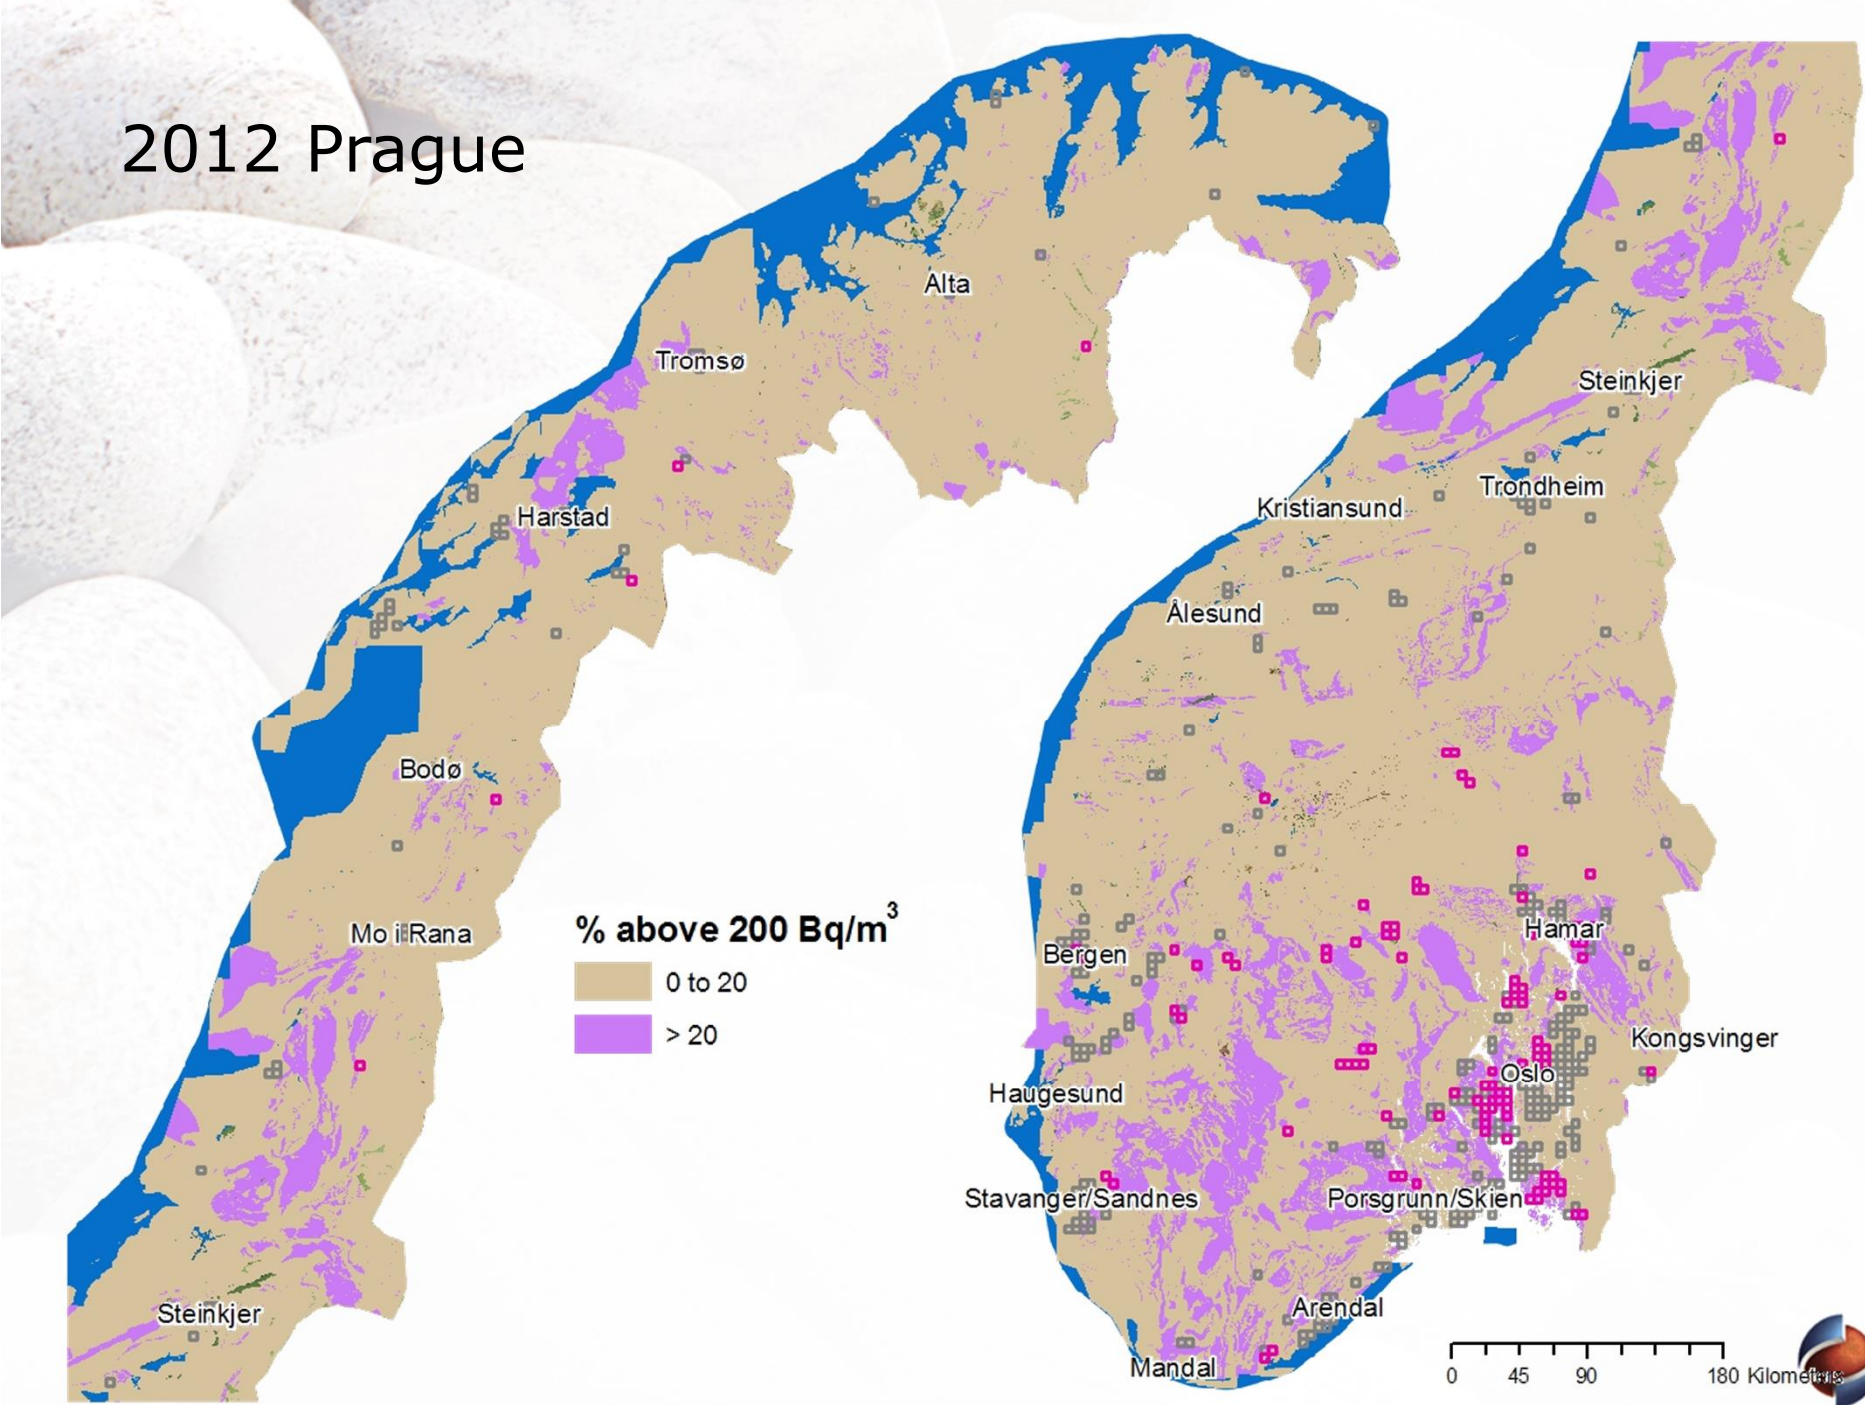 2012 Prague
Alta
Tromsø
Harstad
Bodø
Mo i Rana
Steinkjer
% above 200 Bq/m³
0 to 20
> 20
Steinkjer
Trondheim
Kristiansund
Ålesund
Hamar
Bergen
Kongsvinger
Oslo
Haugesund
Stavanger/Sandnes
Porsgrunn/Skien
Arendal
Mandal
0 45 90 180 Kilometers